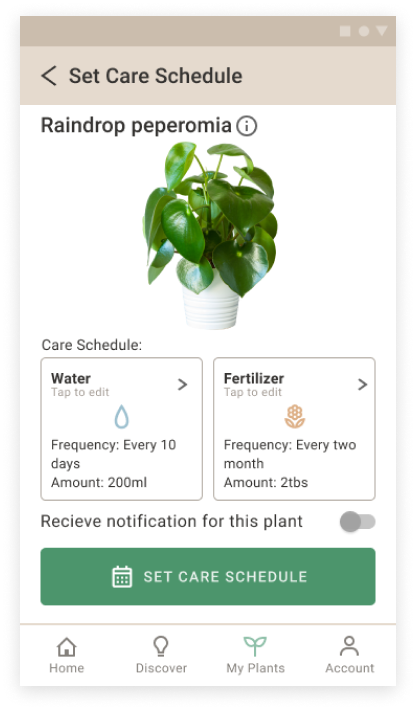 Set Care Schedule
Raindrop peperomia
Care Schedule:
Water
Tap to edit
Frequency: Every 10
days
Amount: 200ml
Fertilizer
Tap to edit
Frequency: Every two
month
Amount: 2tbs
Recieve notification for this plant
SET CARE SCHEDULE
Home
Discover
My Plants
Account